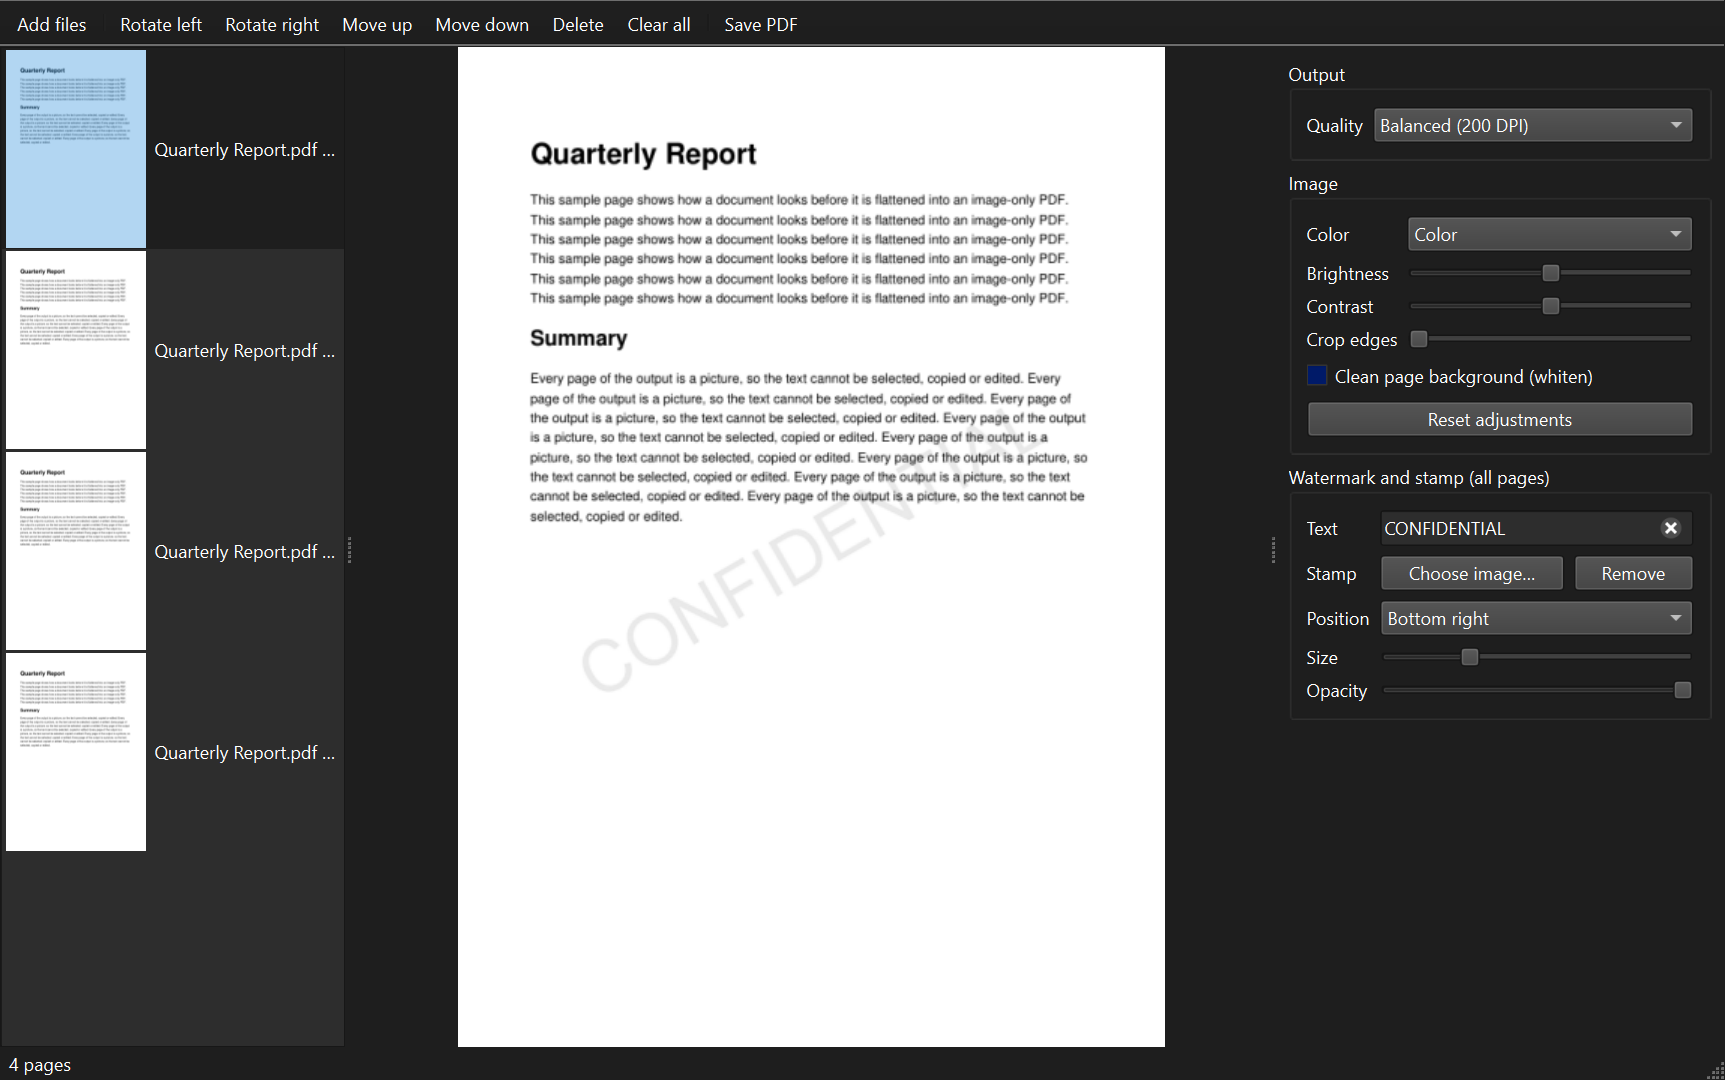 Add files Rotate left Rotate right Move up Move down Delete Clear all Save PDF
Quarterly Report
Summary
Quarterly Report.pdf ...
Quarterly Report
Summary
Quarterly Report.pdf ...
Quarterly Report
Summary
Quarterly Report.pdf ...
Quarterly Report
Summary
Quarterly Report.pdf ...
4 pages
Quarterly Report
This sample page shows how a document looks before it is flattened into an image-only PDF.
This sample page shows how a document looks before it is flattened into an image-only PDF.
This sample page shows how a document looks before it is flattened into an image-only PDF.
This sample page shows how a document looks before it is flattened into an image-only PDF.
This sample page shows how a document looks before it is flattened into an image-only PDF.
This sample page shows how a document looks before it is flattened into an image-only PDF.
Summary
Every page of the output is a picture, so the text cannot be selected, copied or edited. Every
page of the output is a picture, so the text cannot be selected, copied or edited. Every page of
the output is a picture, so the text cannot be selected, copied or edited. Every page of the output
is a picture, so the text cannot be selected, copied or edited. Every page of the output is a
picture, so the text cannot be selected, copied or edited. Every page of the output is a picture, so
the text cannot be selected, copied or edited. Every page of the output is a picture, so the text
cannot be selected, copied or edited. Every page of the output is a picture, so the text cannot be
selected, copied or edited.
CONFIDENTIAL
Output
Quality Balanced (200 DPI)
Image
Color Color
Brightness
Contrast
Crop edges
Clean page background (whiten)
Reset adjustments
Watermark and stamp (all pages)
Text CONFIDENTIAL
Stamp Choose image... Remove
Position Bottom right
Size
Opacity